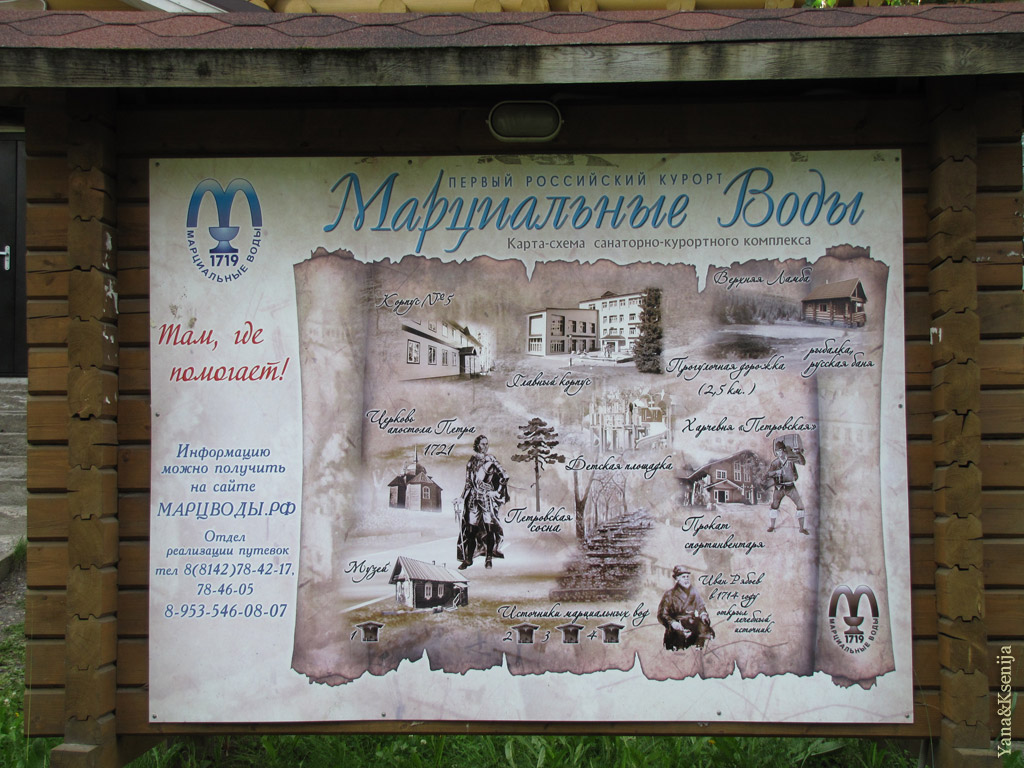 ПЕРВЫЙ РОССИЙСКИЙ КУРОРТ
Марциальные Воды
Карта-схема санаторно-курортного комплекса
1719
МАРЦИАЛЬНЫЕ ВОДЫ
Там, где
помогает!
Информацию
можно получить
на сайте
МАРЦВОДЫ.РФ
Отдел
реализации путевок
тел 8(8142)78-42-17,
78-46-05
8-953-546-08-07
Корпус №5
Главный корпус
Верхняя Ламба
рыбалка,
русская баня
Прогулочная дорожка
(2,5 км.)
Церковь
апостола Петра
1721
Детская площадка
Харчевня «Петровская»
Петровская
сосна
Прокат
спортинвентаря
Музей
Источники марциальных вод
1
2 3 4
Иван Рябоев
в 1714 году
открыл
лечебный
источник
1719
МАРЦИАЛЬНЫЕ ВОДЫ
Yana&Ksenija